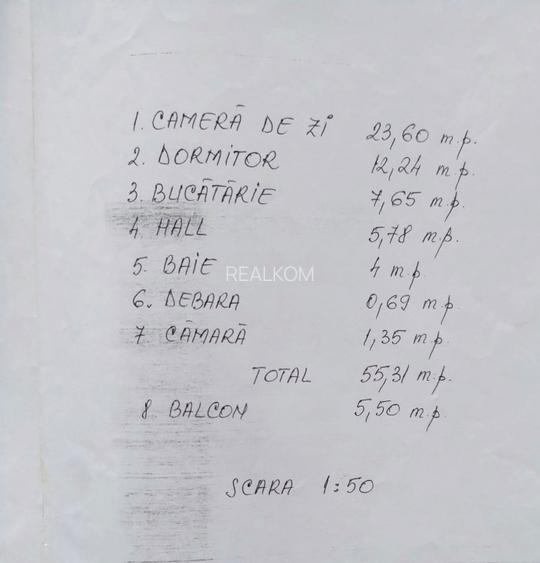 1. CAMERĂ DE ZI 23,60 m.p.
2. DORMITOR 12,24 m.p.
3. BUCĂTĂRIE 7,65 m.p.
4. HALL 5,78 m.p.
5. BAIE 4 m.p.
REALKOM
6. DEBARA 0,69 m.p.
7. CĂMARĂ 1,35 m.p.
TOTAL 55,31 m.p.
8 BALCON 5,50 m.p.
SCARA 1:50